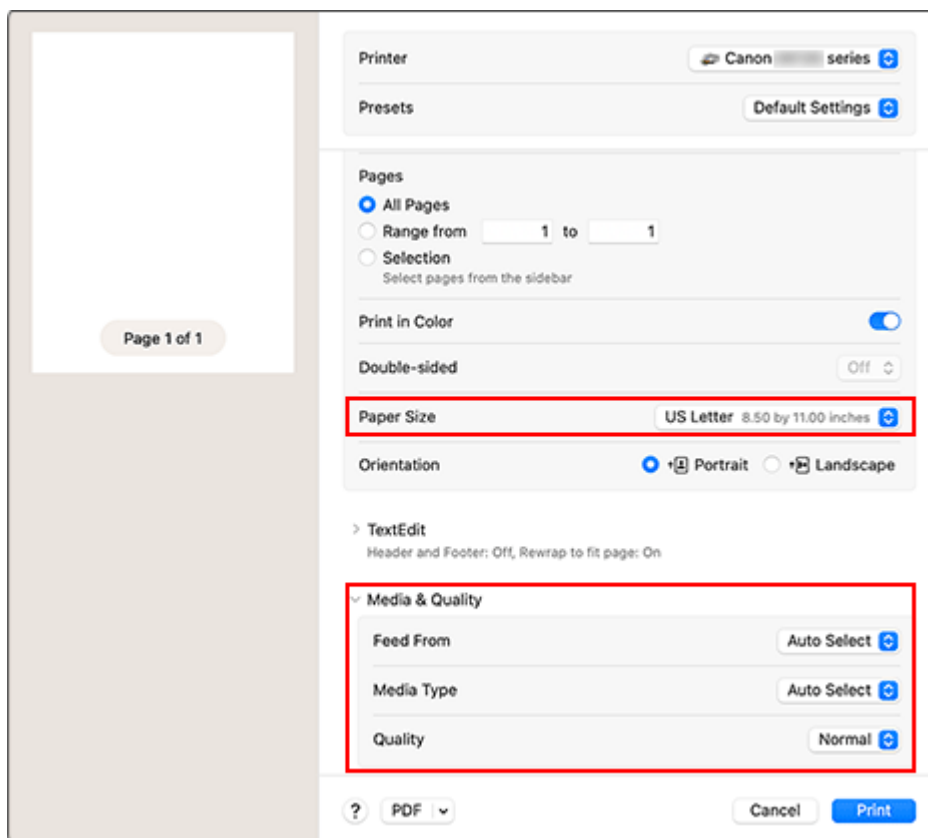 Printer Canon series
Presets Default Settings
Pages
All Pages
Range from 1 to 1
Selection
Select pages from the sidebar
Page 1 of 1
Print in Color
Double-sided Off
Paper Size US Letter 8.50 by 11.00 inches
Orientation Portrait Landscape
TextEdit
Header and Footer: Off, Rewrap to fit page: On
Media & Quality
Feed From Auto Select
Media Type Auto Select
Quality Normal
? PDF Cancel Print